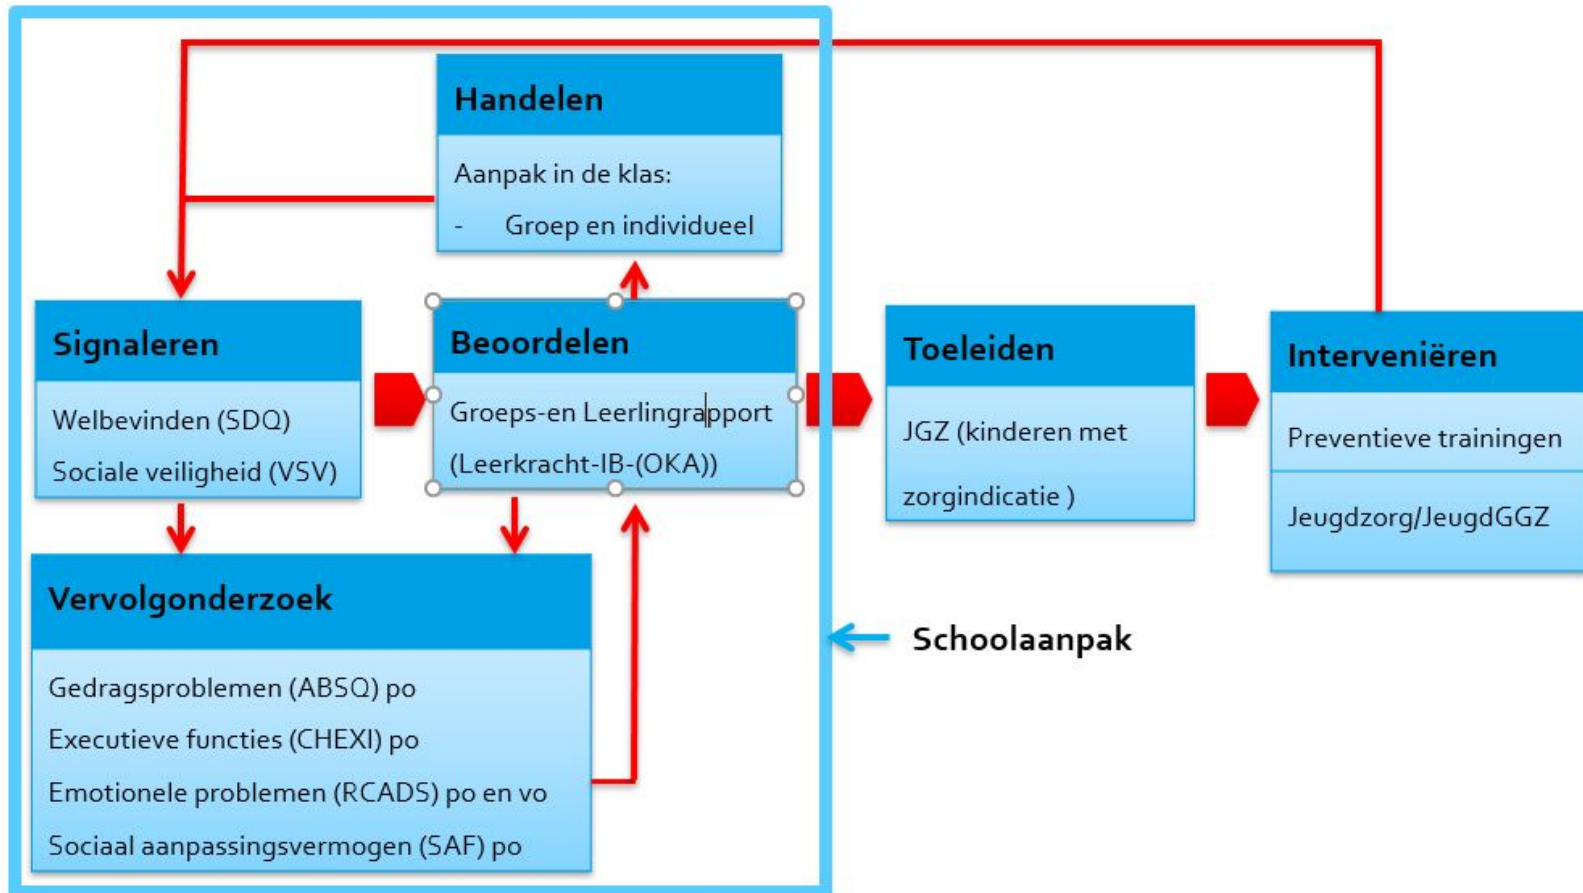 Handelen
Aanpak in de klas:
- Groep en individueel
Signaleren
Welbevinden (SDQ)
Sociale veiligheid (VSV)
Beoordelen
Groeps-en Leerlingrapport
(Leerkracht-IB-(OKA))
Toeleiden
JGZ (kinderen met
zorgindicatie )
Interveniëren
Preventieve trainingen
Jeugdzorg/JeugdGGZ
Vervolgonderzoek
Gedragsproblemen (ABSQ) po
Executieve functies (CHEXI) po
Emotionele problemen (RCADS) po en vo
Sociaal aanpassingsvermogen (SAF) po
Schoolaanpak